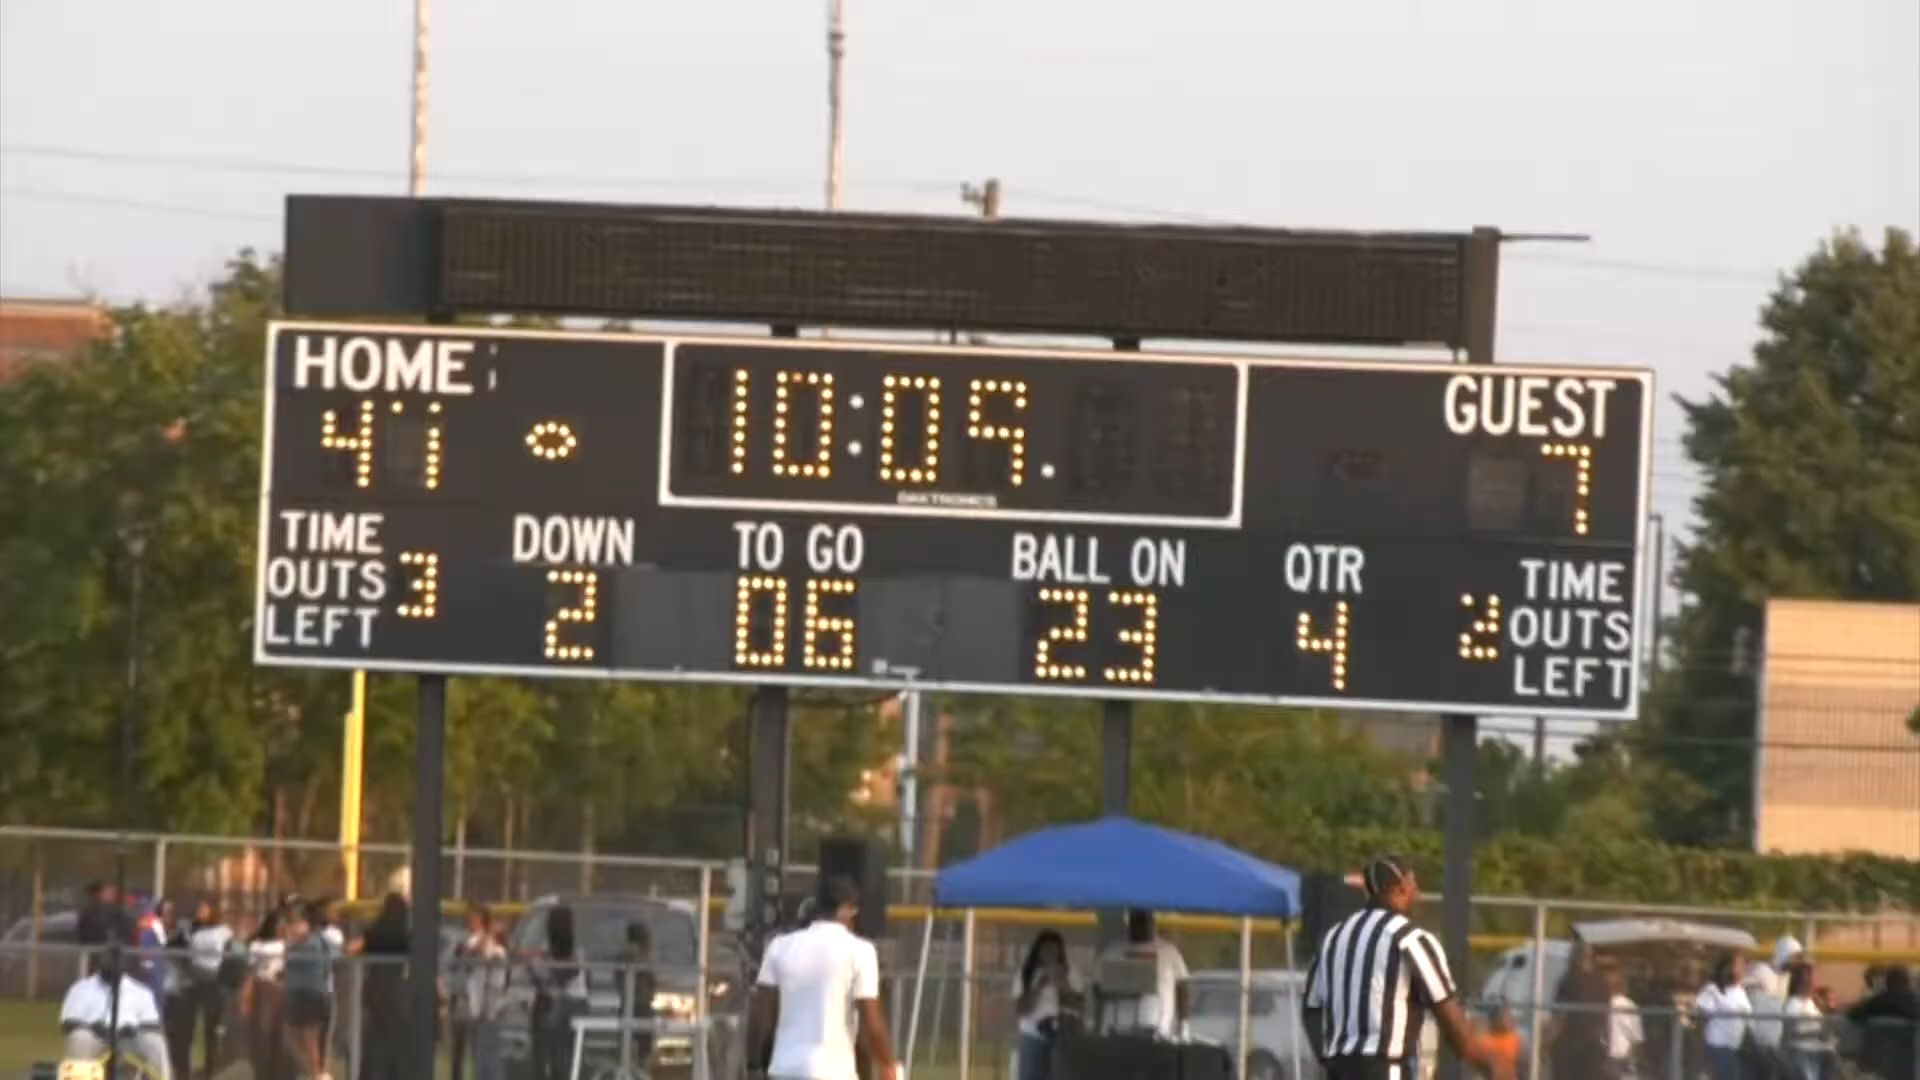 HOME
GUEST
47
10:09.
7
DAKTRONICS
TIME OUTS LEFT 3
DOWN
2
TO GO
06
BALL ON
23
QTR
4
2 TIME OUTS LEFT